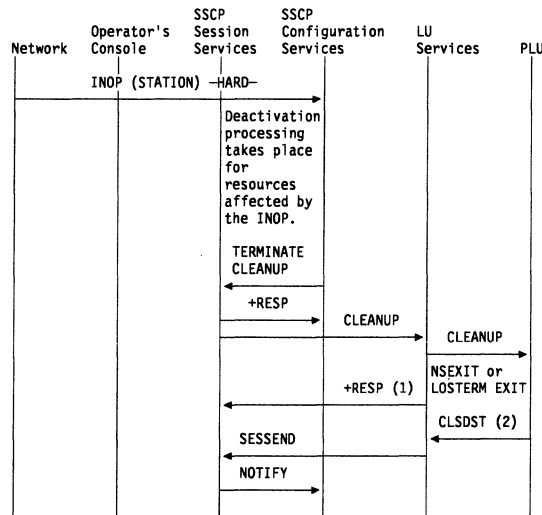 SSCP SSCP
Operator's Session Configuration LU
Network Console Services Services Services PLU
INOP (STATION) —HARD—
Deactivation
processing
takes place
for
resources
affected by
the INOP.
TERMINATE
CLEANUP
+RESP
CLEANUP
CLEANUP
NSEXIT or
+RESP (1) LOSTERM EXIT
CLSDST (2)
SESSEND
NOTIFY